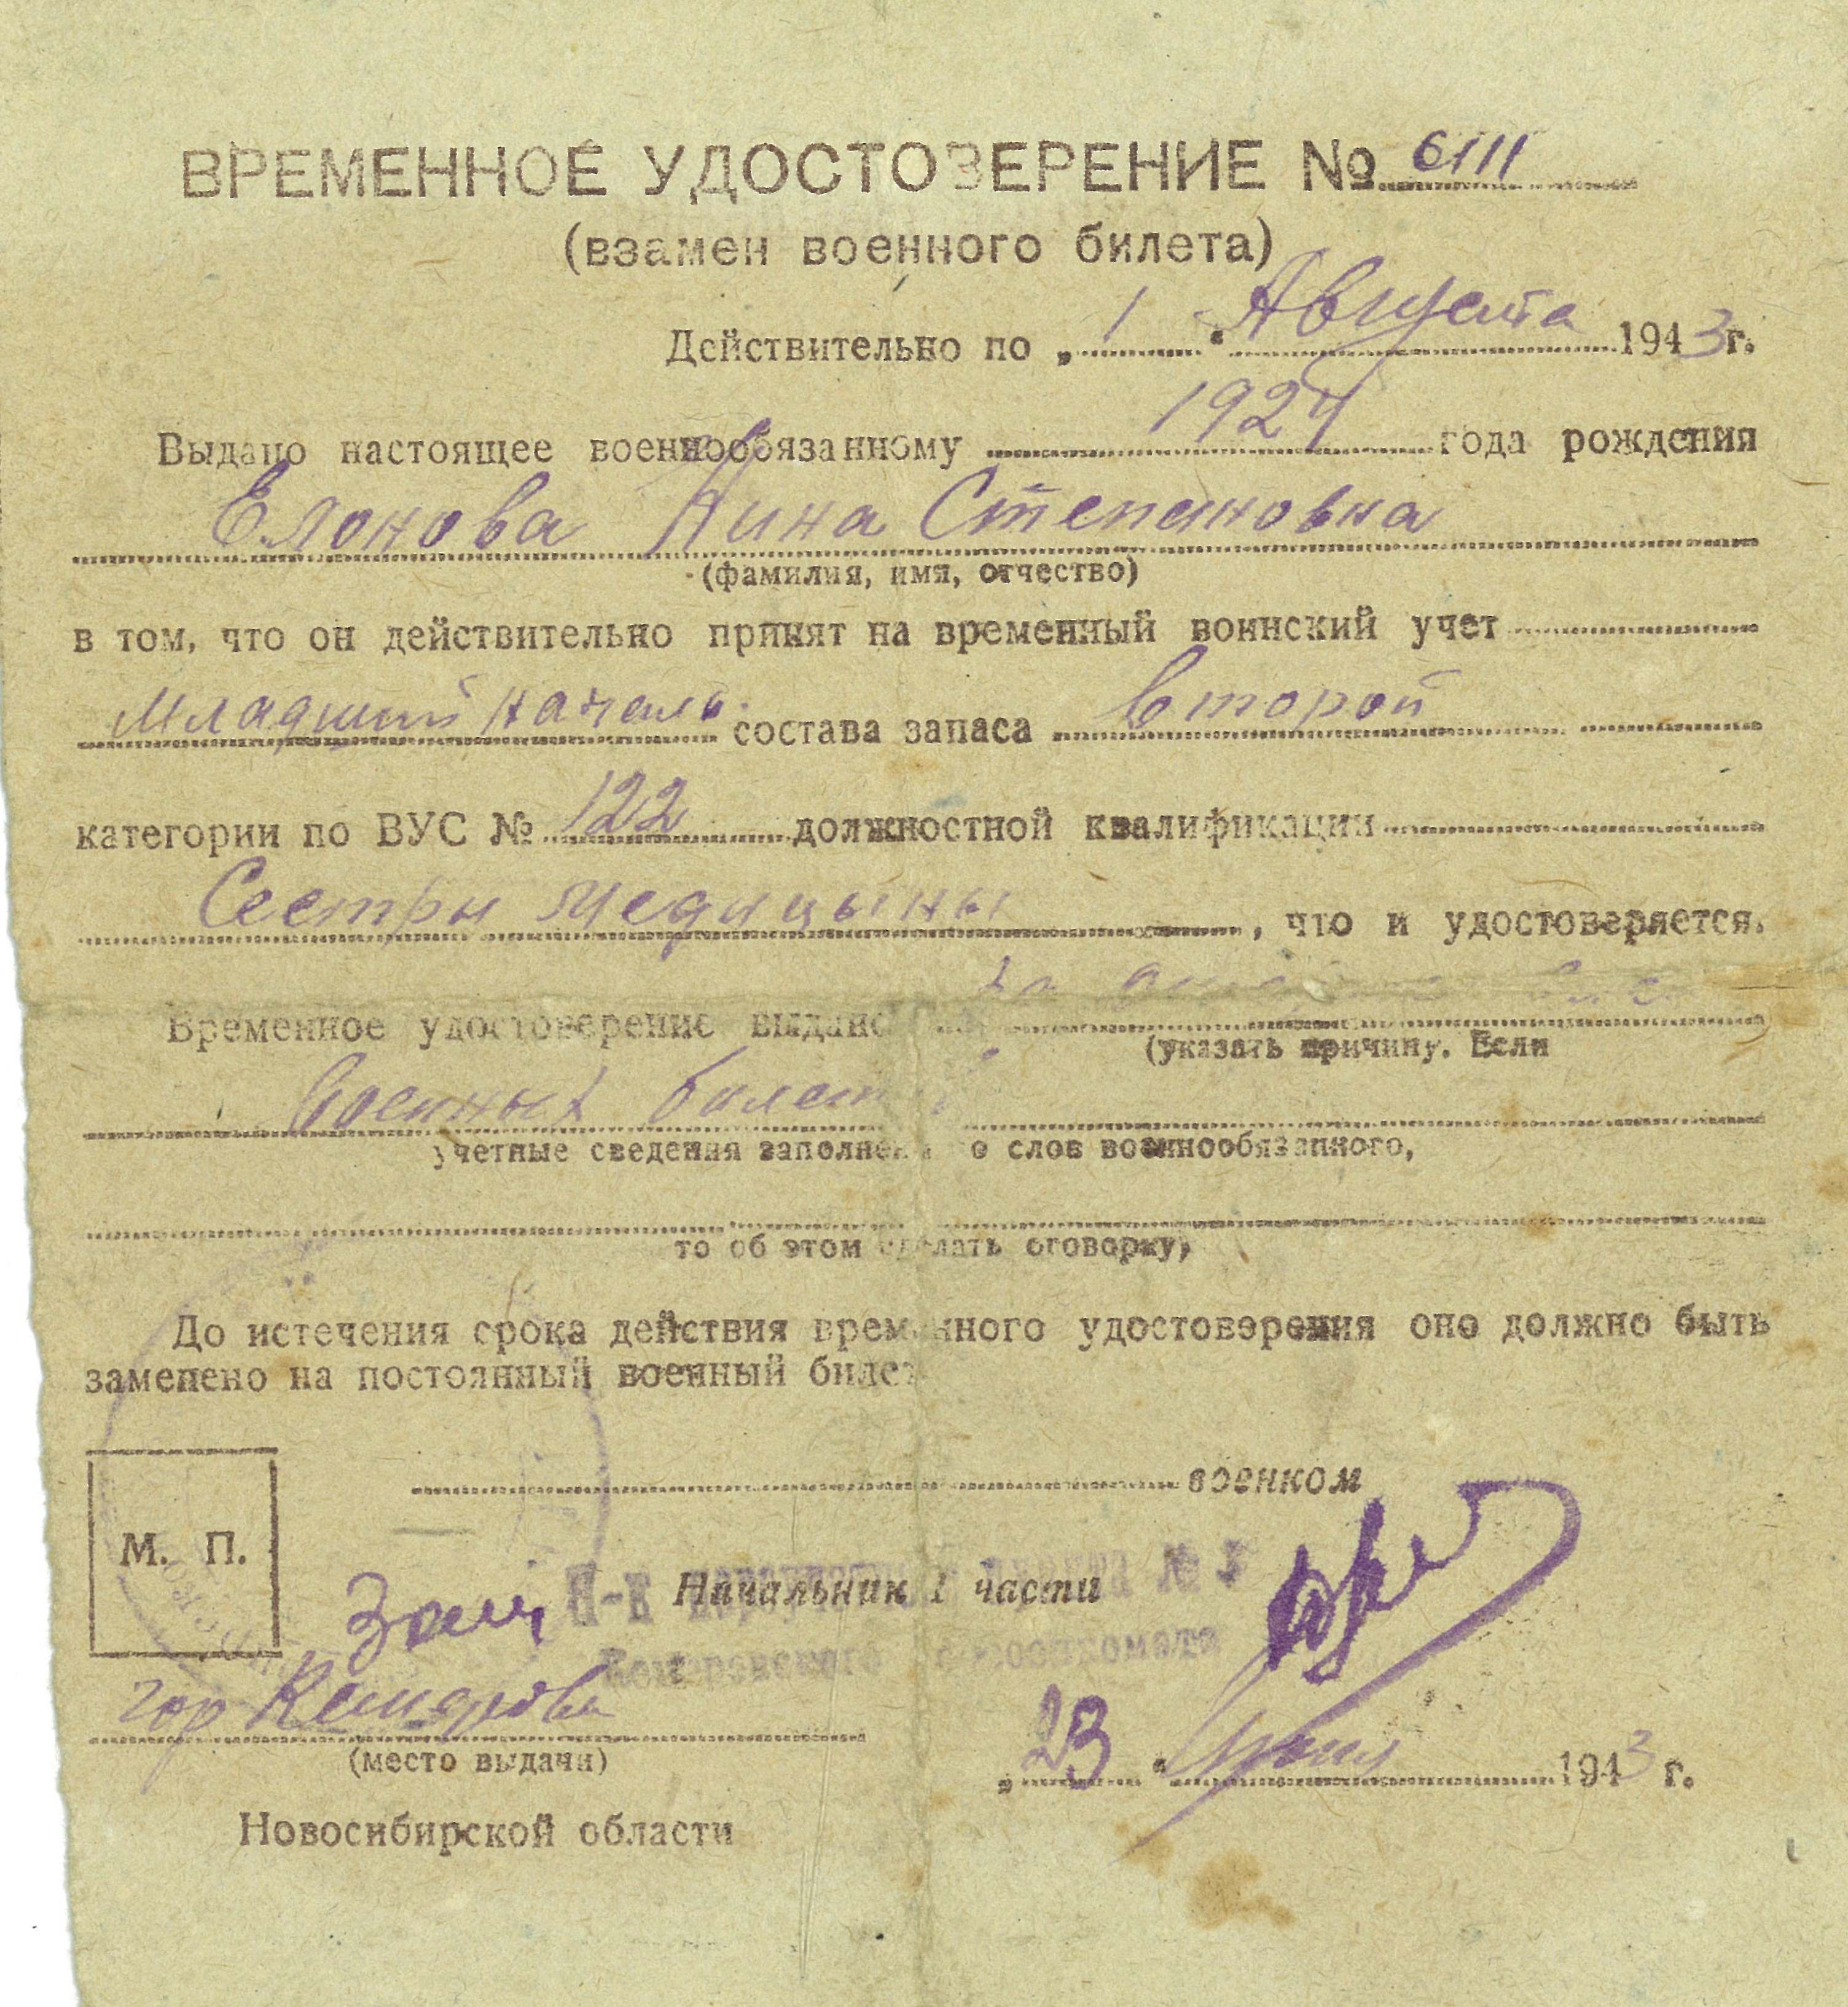 ВРЕМЕННОЕ УДОСТОВЕРЕНИЕ № 6111
(взамен военного билета)
Действительно по „ 1 “ Августа 1943 г.
Выдано настоящее военнообязанному 1924 года рождения
Елонова Нина Степановна
(фамилия, имя, отчество)
в том, что он действительно принят на временный воинский учет
младший началь. состава запаса второй
категории по ВУС № 122 должностной квалификации
Сестры медицыны , что и удостоверяется.
Временное удостоверение выдано
(указать причину. Если
военных билет
учетные сведения заполнены со слов военнообязанного,
то об этом сделать оговорку)
До истечения срока действия временного удостоверения оно должно быть
заменено на постоянный военный билет
военком
М. П.
Зам Начальник 1 части
гор Кемерово
(место выдачи)
„ 23 “ 1943 г.
Новосибирской области